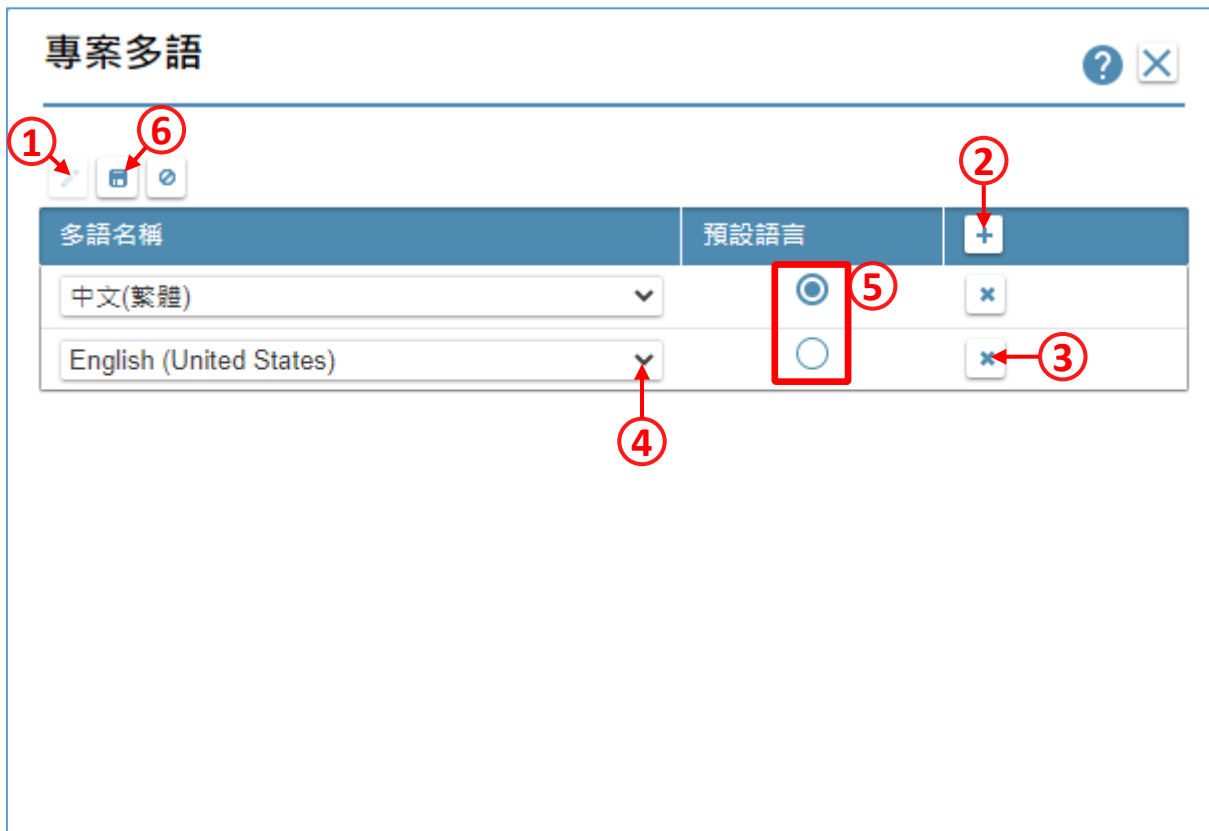 專案多語
?
① ⑥ ②
多語名稱 預設語言 +
中文(繁體) ⑤
English (United States) ③
④